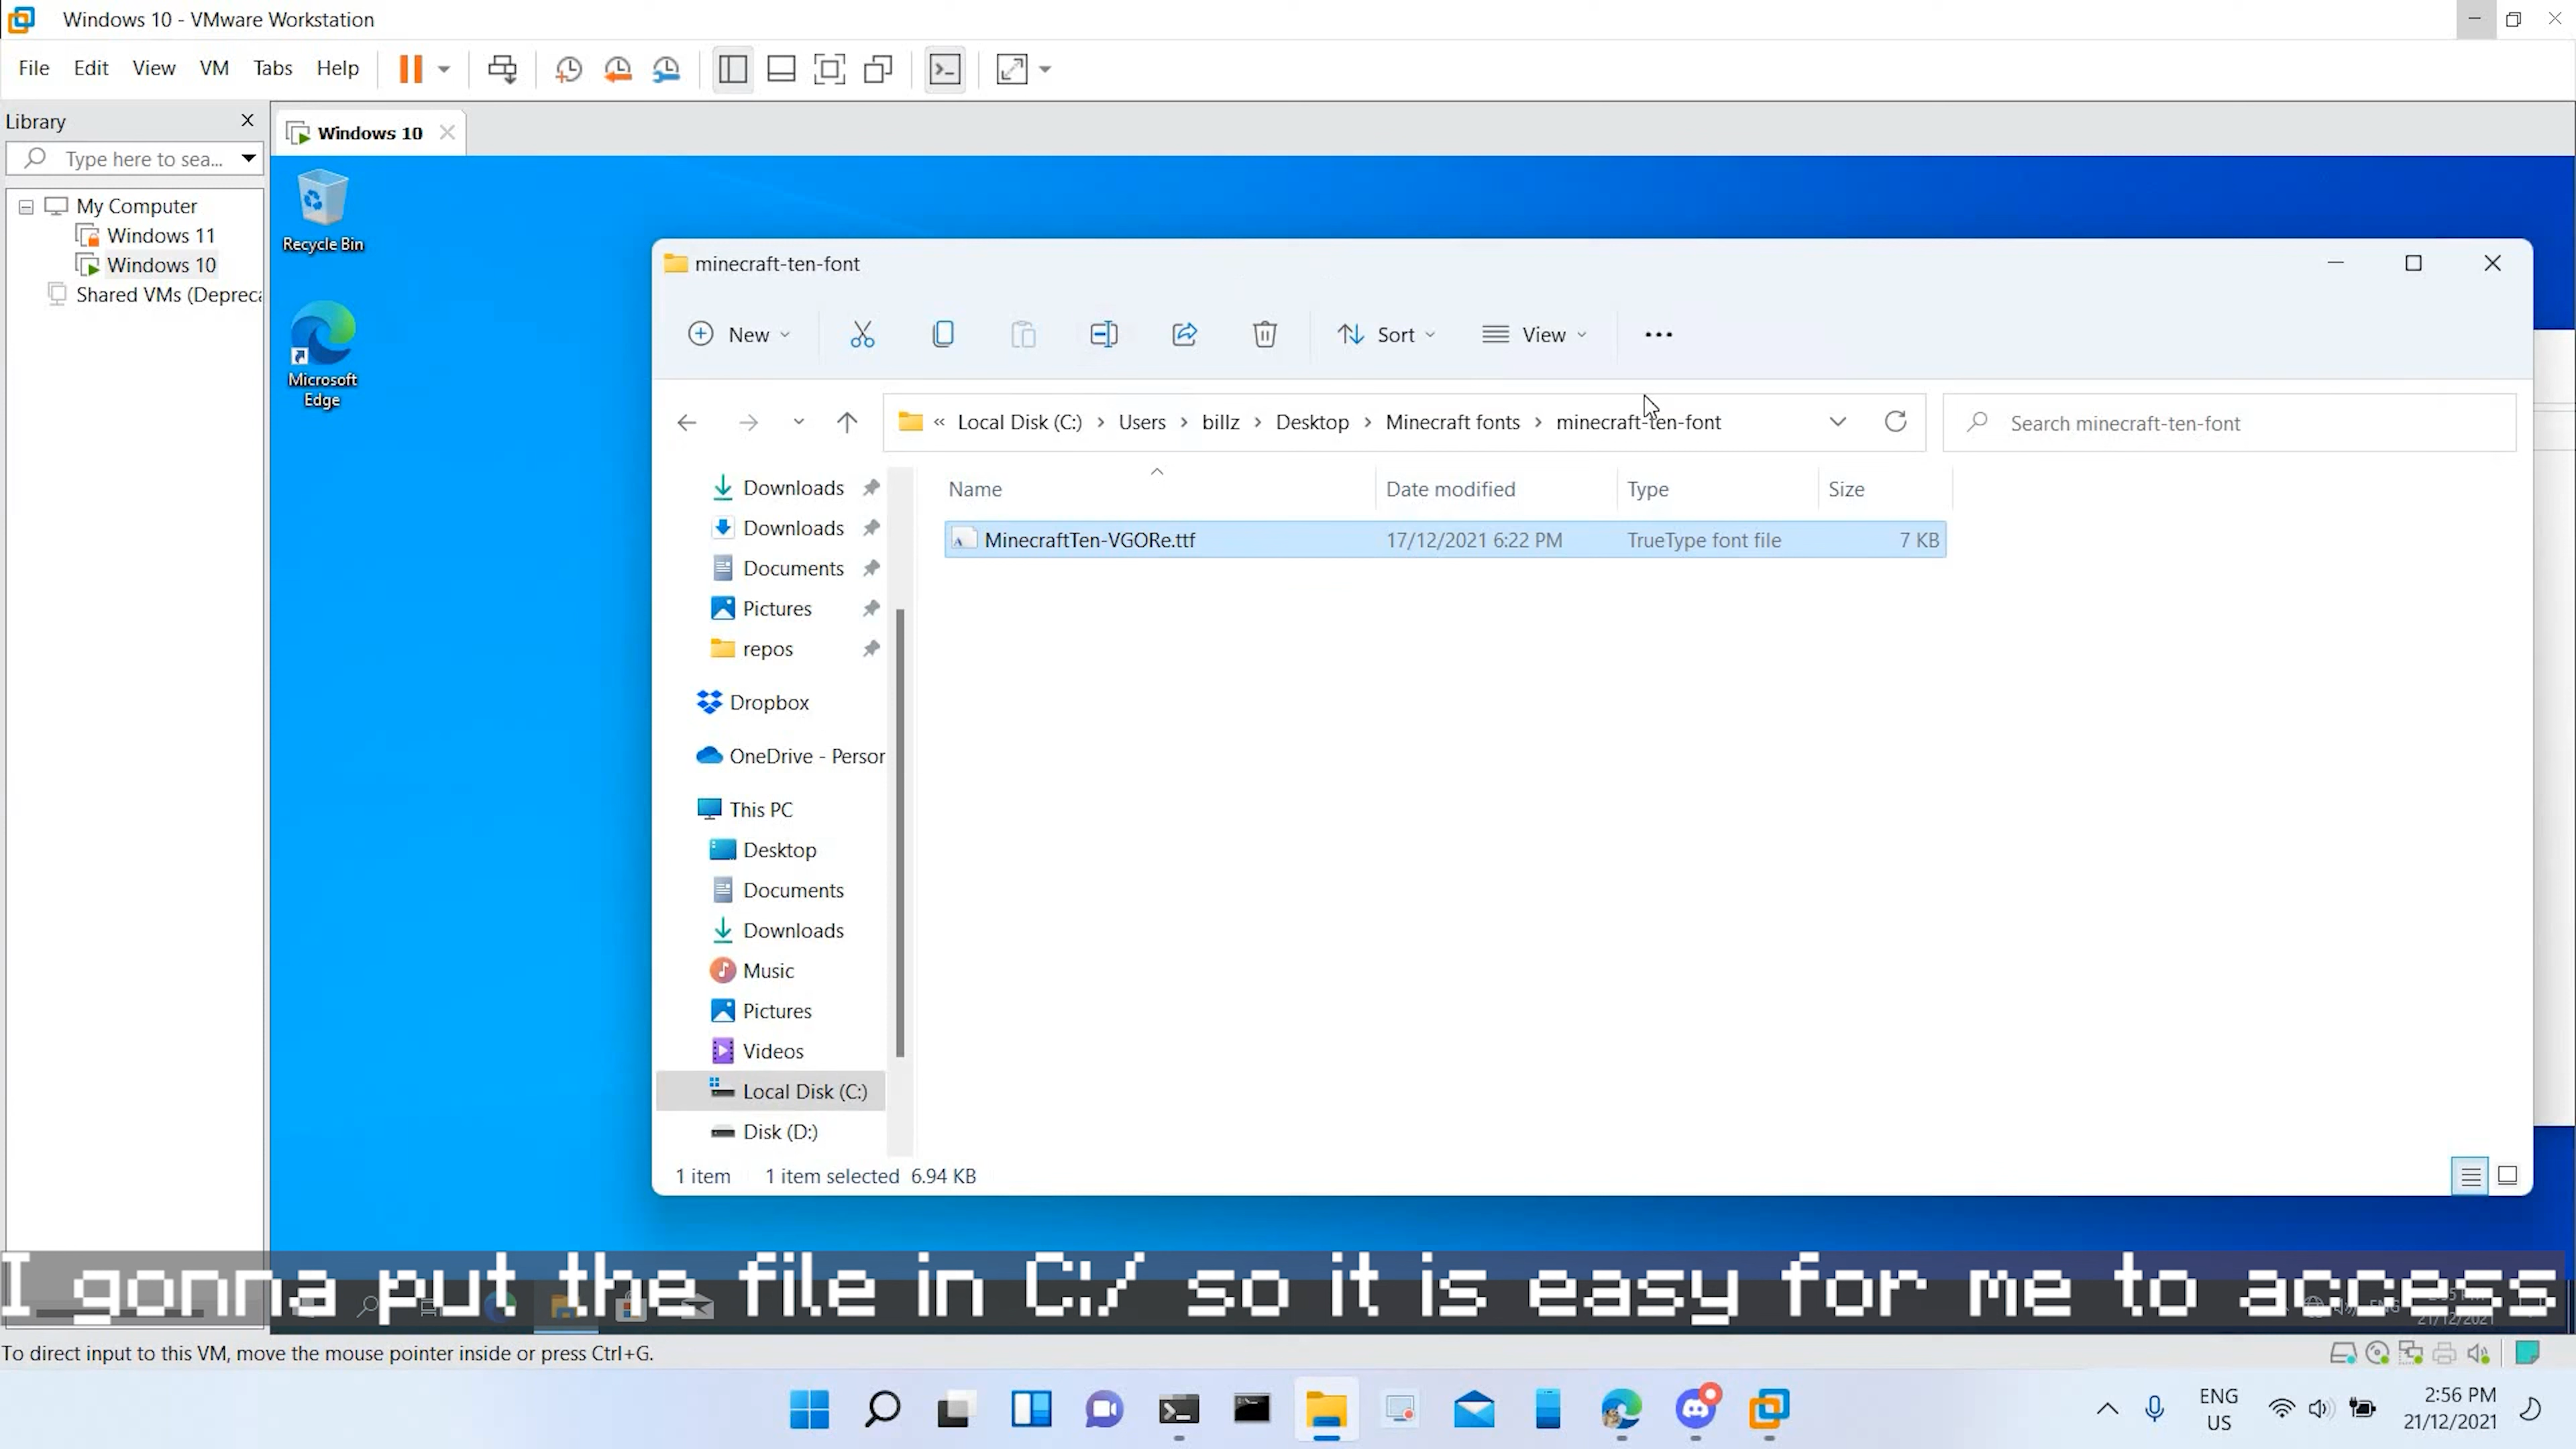 Windows 10 - VMware Workstation
File Edit View VM Tabs Help
Library
Windows 10
Type here to sea...
My Computer
Windows 11
Windows 10
Shared VMs (Depreca
Recycle Bin
Microsoft
Edge
minecraft-ten-font
New Sort View
« Local Disk (C:) > Users > billz > Desktop > Minecraft fonts > minecraft-ten-font
Search minecraft-ten-font
Name Date modified Type Size
MinecraftTen-VGORe.ttf 17/12/2021 6:22 PM TrueType font file 7 KB
Downloads
Downloads
Documents
Pictures
repos
Dropbox
OneDrive - Persor
This PC
Desktop
Documents
Downloads
Music
Pictures
Videos
Local Disk (C:)
Disk (D:)
1 item 1 item selected 6.94 KB
I gonna put the file in C:/ so it is easy for me to access
21/12/2021
To direct input to this VM, move the mouse pointer inside or press Ctrl+G.
ENG
US
2:56 PM
21/12/2021